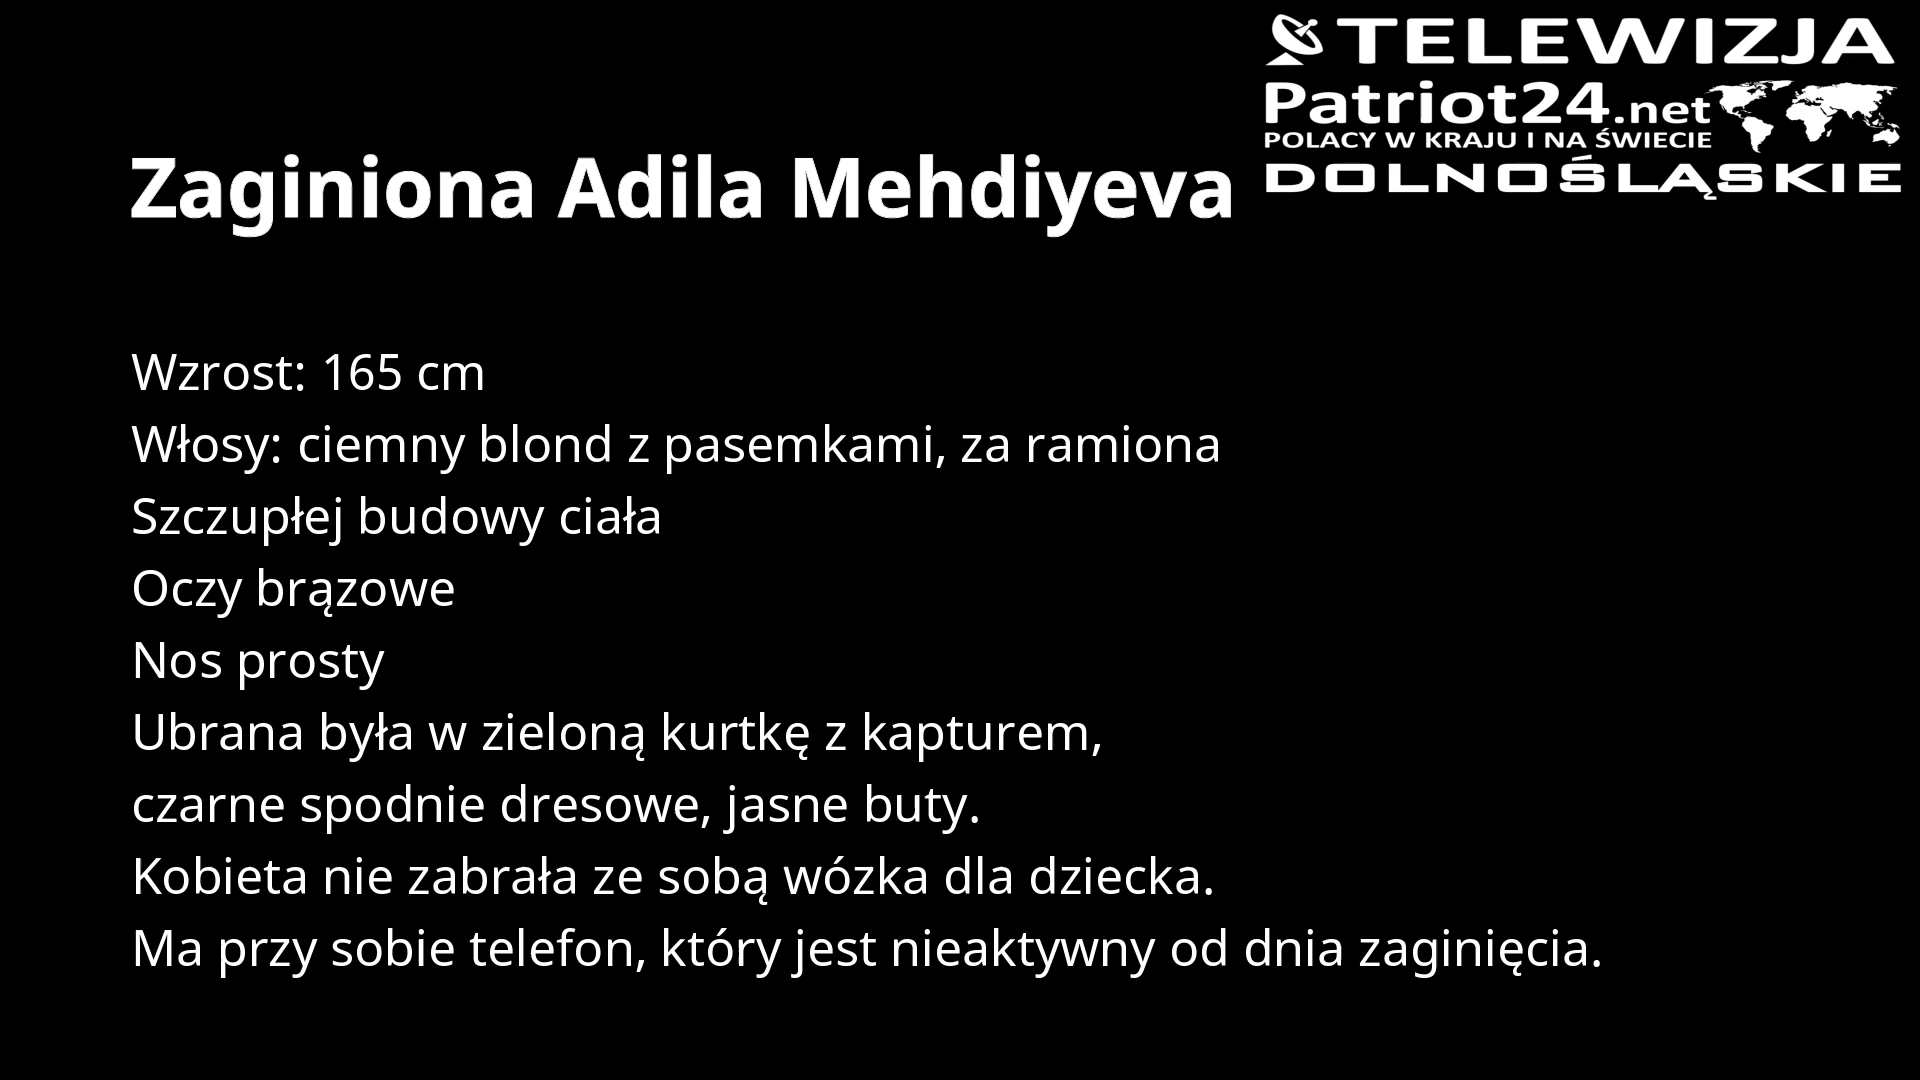 TELEWIZJA
Patriot24.net
POLACY W KRAJU I NA ŚWIECIE
DOLNOŚLĄSKIE
Zaginiona Adila Mehdiyeva
Wzrost: 165 cm
Włosy: ciemny blond z pasemkami, za ramiona
Szczupłej budowy ciała
Oczy brązowe
Nos prosty
Ubrana była w zieloną kurtkę z kapturem,
czarne spodnie dresowe, jasne buty.
Kobieta nie zabrała ze sobą wózka dla dziecka.
Ma przy sobie telefon, który jest nieaktywny od dnia zaginięcia.